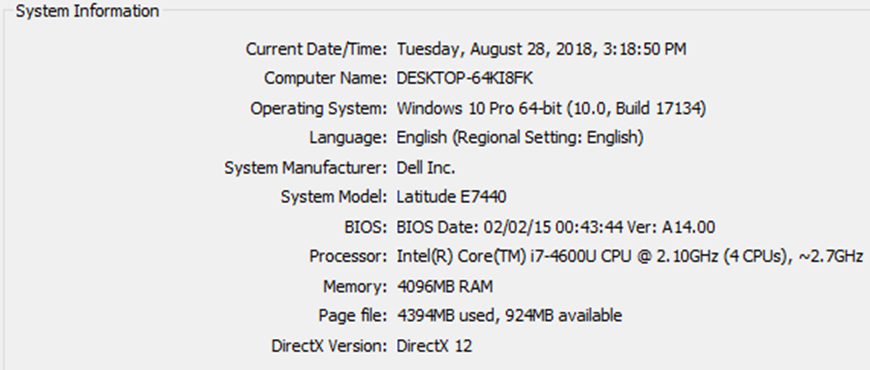 System Information
Current Date/Time: Tuesday, August 28, 2018, 3:18:50 PM
Computer Name: DESKTOP-64KI8FK
Operating System: Windows 10 Pro 64-bit (10.0, Build 17134)
Language: English (Regional Setting: English)
System Manufacturer: Dell Inc.
System Model: Latitude E7440
BIOS: BIOS Date: 02/02/15 00:43:44 Ver: A14.00
Processor: Intel(R) Core(TM) i7-4600U CPU @ 2.10GHz (4 CPUs), ~2.7GHz
Memory: 4096MB RAM
Page file: 4394MB used, 924MB available
DirectX Version: DirectX 12